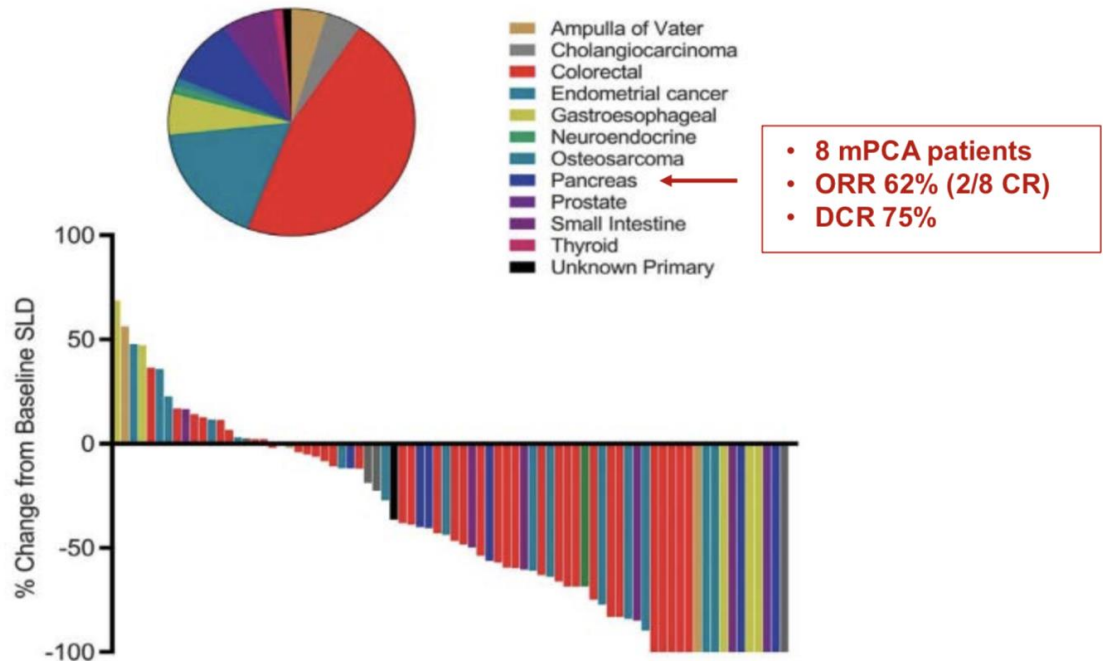 Ampulla of Vater
Cholangiocarcinoma
Colorectal
Endometrial cancer
Gastroesophageal
Neuroendocrine
Osteosarcoma
Pancreas
Prostate
Small Intestine
Thyroid
Unknown Primary
• 8 mPCA patients
• ORR 62% (2/8 CR)
• DCR 75%
% Change from Baseline SLD
100
50
0
-50
-100